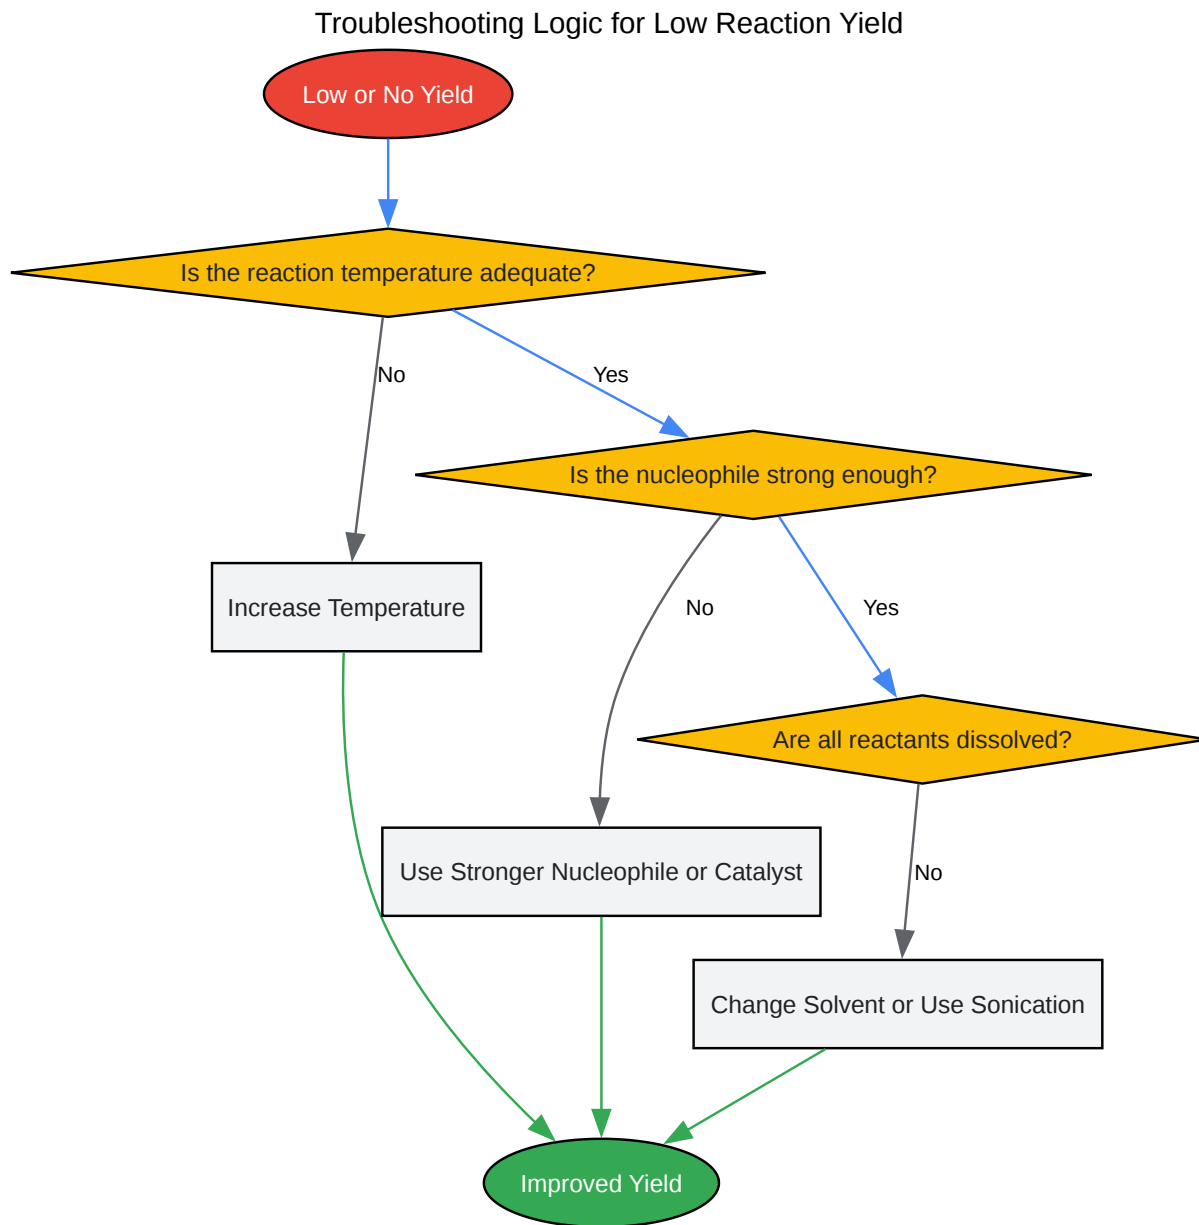 Troubleshooting Logic for Low Reaction Yield
Low or No Yield
Is the reaction temperature adequate?
No
Yes
Is the nucleophile strong enough?
Increase Temperature
No
Yes
Are all reactants dissolved?
Use Stronger Nucleophile or Catalyst
No
Change Solvent or Use Sonication
Improved Yield